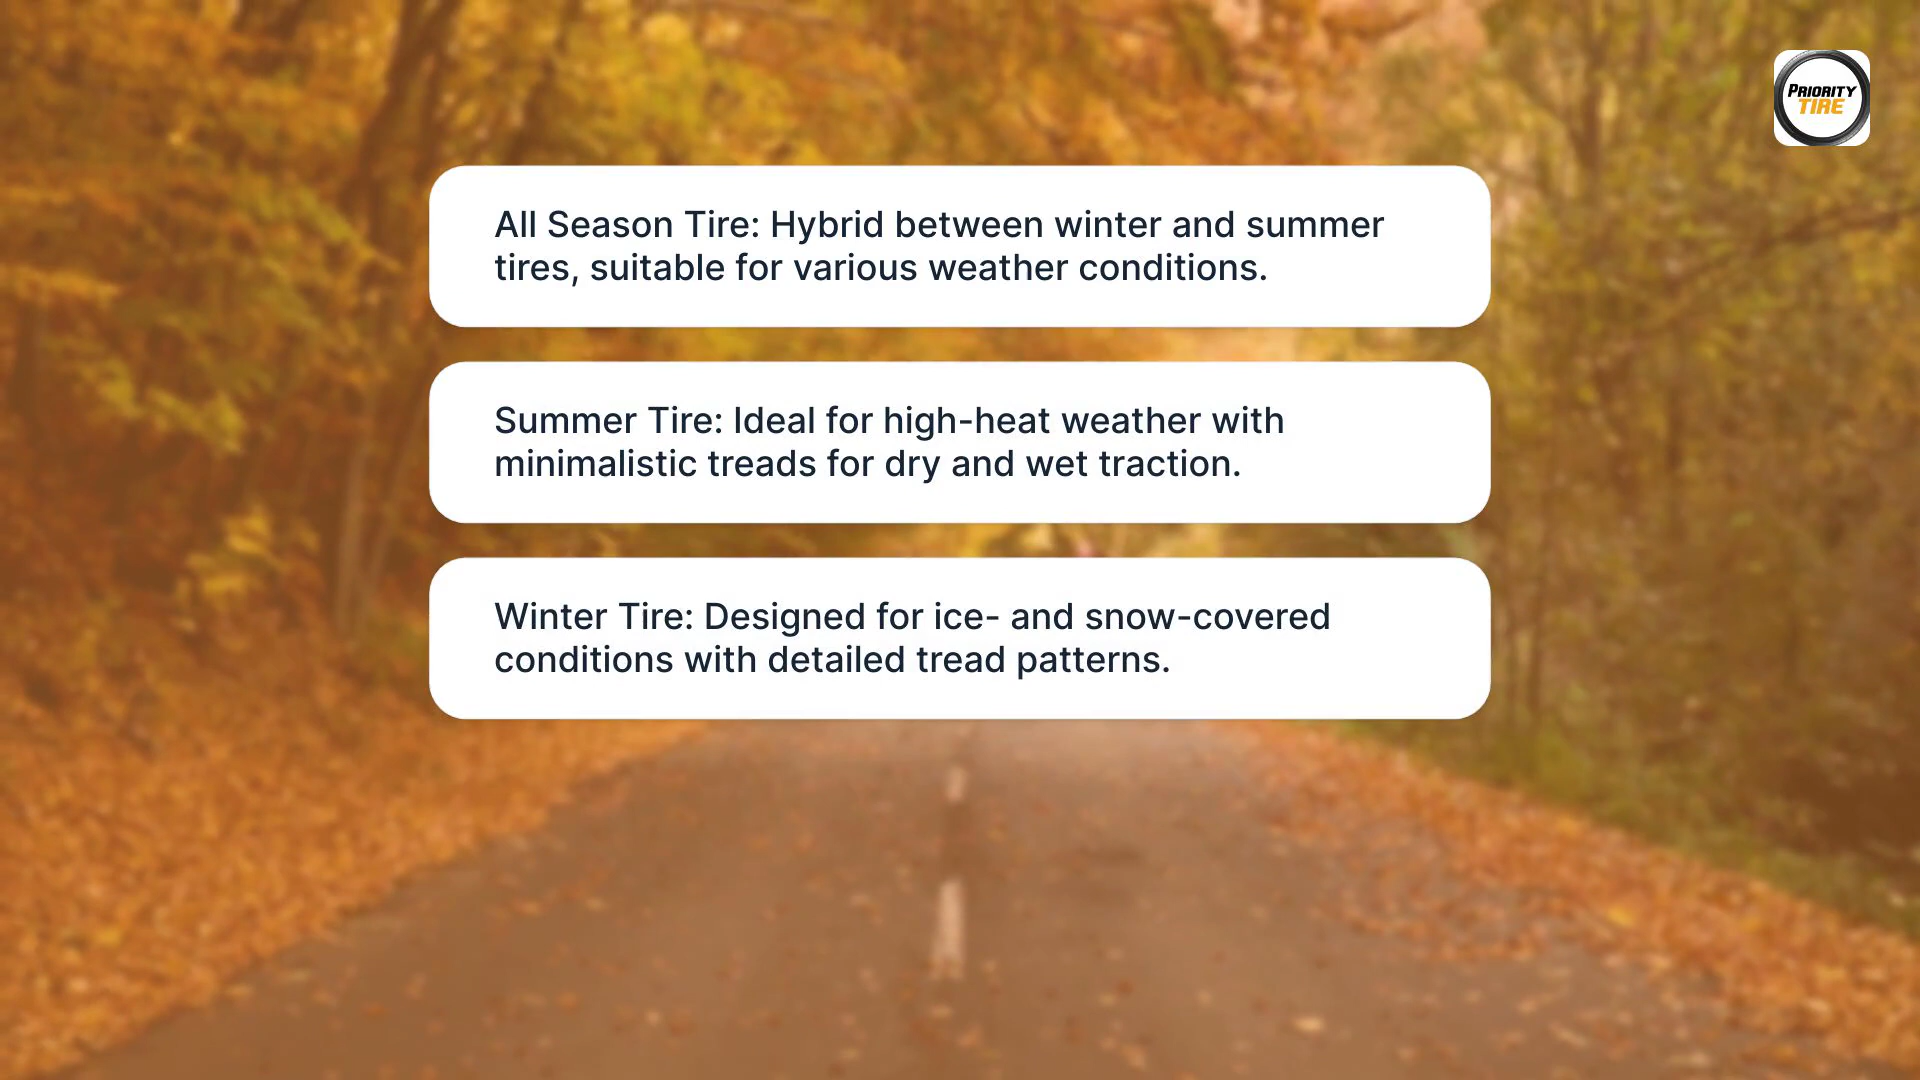 PRIORITY
TIRE
All Season Tire: Hybrid between winter and summer
tires, suitable for various weather conditions.
Summer Tire: Ideal for high-heat weather with
minimalistic treads for dry and wet traction.
Winter Tire: Designed for ice- and snow-covered
conditions with detailed tread patterns.